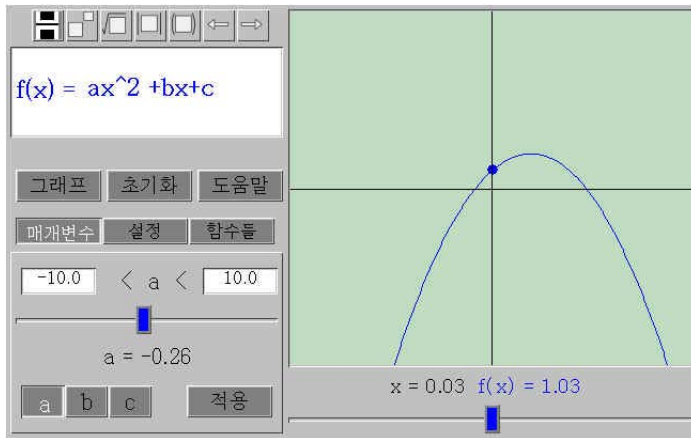 f(x) = ax^2 +bx+c
그래프 초기화 도움말
매개변수 설정 함수들
-10.0 < a < 10.0
a = -0.26
a b c 적용
x = 0.03 f(x) = 1.03